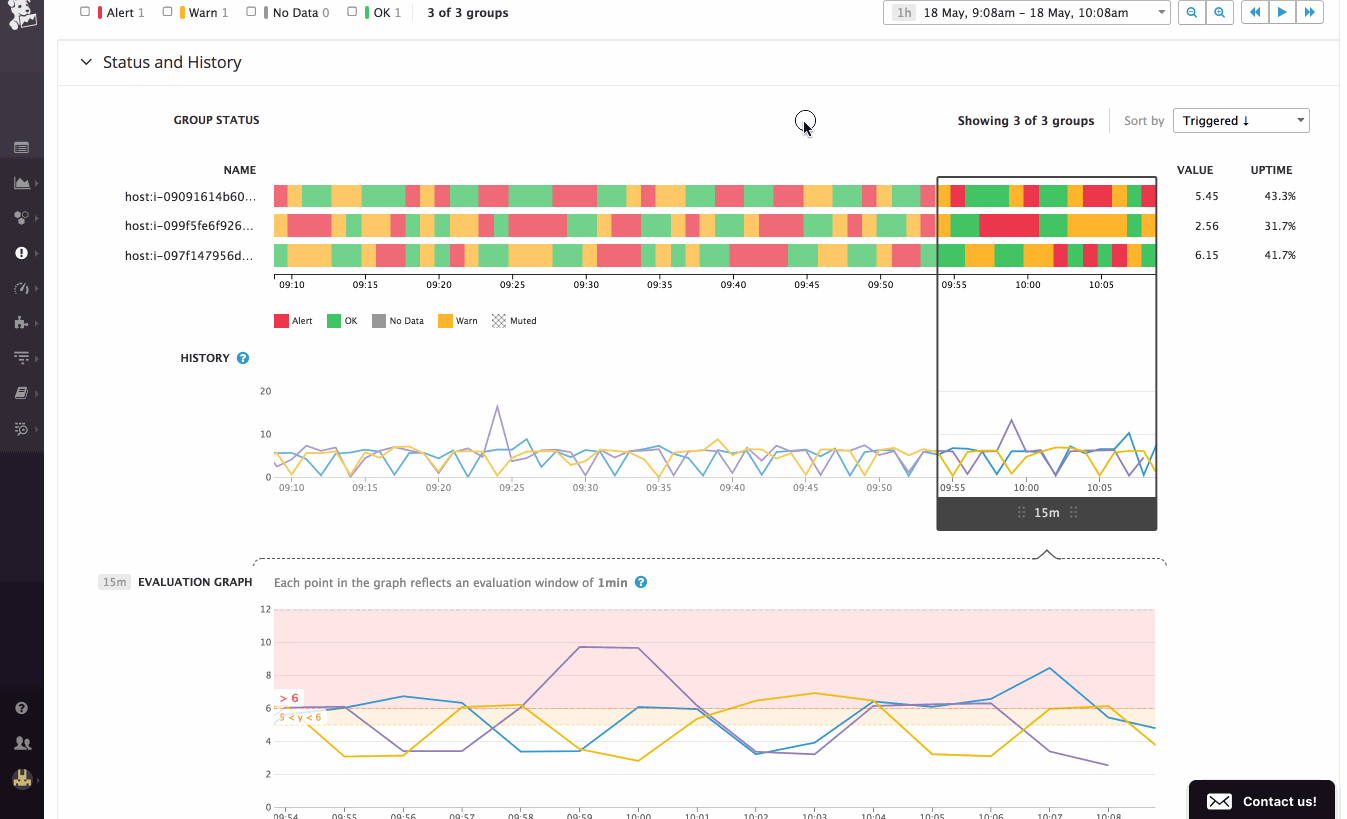 Alert 1 Warn 1 No Data 0 OK 1 3 of 3 groups 1h 18 May, 9:08am – 18 May, 10:08am
Status and History
GROUP STATUS Showing 3 of 3 groups Sort by Triggered ↓
NAME VALUE UPTIME
host:i-09091614b60... 5.45 43.3%
host:i-099f5fe6f926... 2.56 31.7%
host:i-097f147956d... 6.15 41.7%
09:10 09:15 09:20 09:25 09:30 09:35 09:40 09:45 09:50 09:55 10:00 10:05
Alert OK No Data Warn Muted
HISTORY ?
20
10
0
09:10 09:15 09:20 09:25 09:30 09:35 09:40 09:45 09:50 09:55 10:00 10:05
15m
15m EVALUATION GRAPH Each point in the graph reflects an evaluation window of 1min ?
12
10
8
> 6
6
5 < y < 6
4
2
0
09:54 09:55 09:56 09:57 09:58 09:59 10:00 10:01 10:02 10:03 10:04 10:05 10:06 10:07 10:08
Contact us!